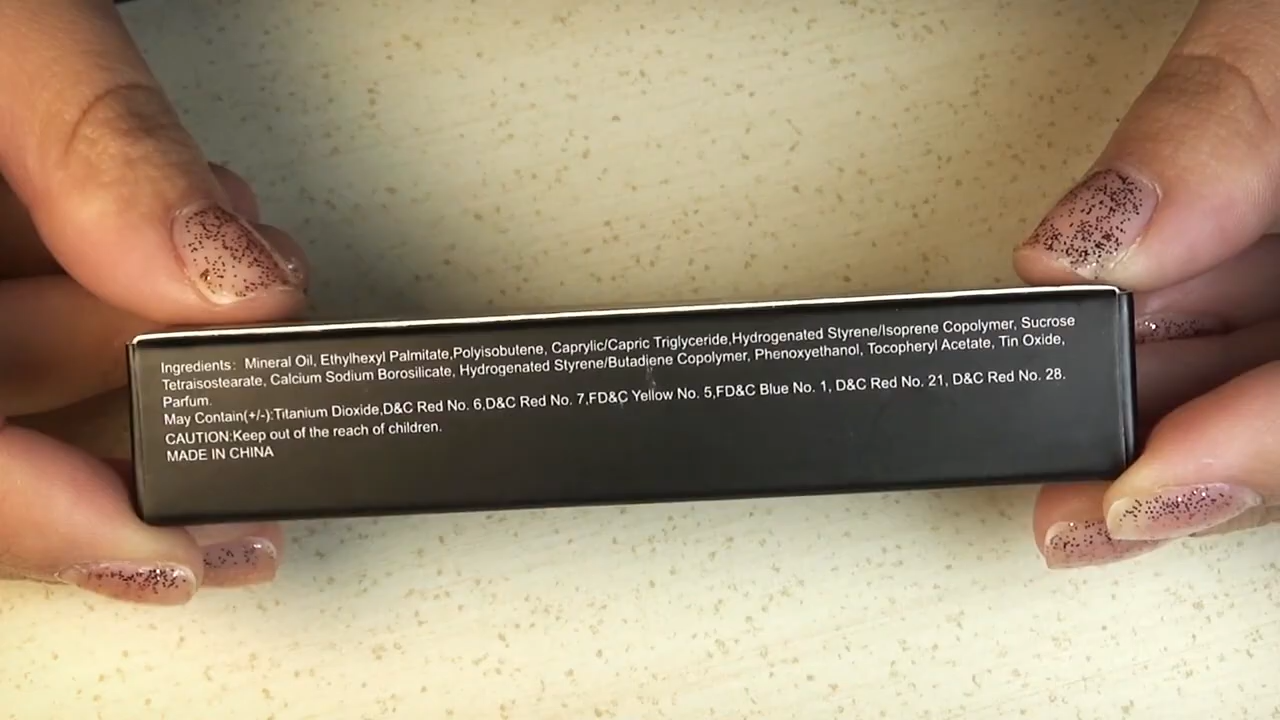 Ingredients: Mineral Oil, Ethylhexyl Palmitate,Polyisobutene, Caprylic/Capric Triglyceride,Hydrogenated Styrene/Isoprene Copolymer, Sucrose
Tetraisostearate, Calcium Sodium Borosilicate, Hydrogenated Styrene/Butadiene Copolymer, Phenoxyethanol, Tocopheryl Acetate, Tin Oxide,
Parfum.
May Contain(+/-):Titanium Dioxide,D&C Red No. 6,D&C Red No. 7,FD&C Yellow No. 5,FD&C Blue No. 1, D&C Red No. 21, D&C Red No. 28.
CAUTION:Keep out of the reach of children.
MADE IN CHINA